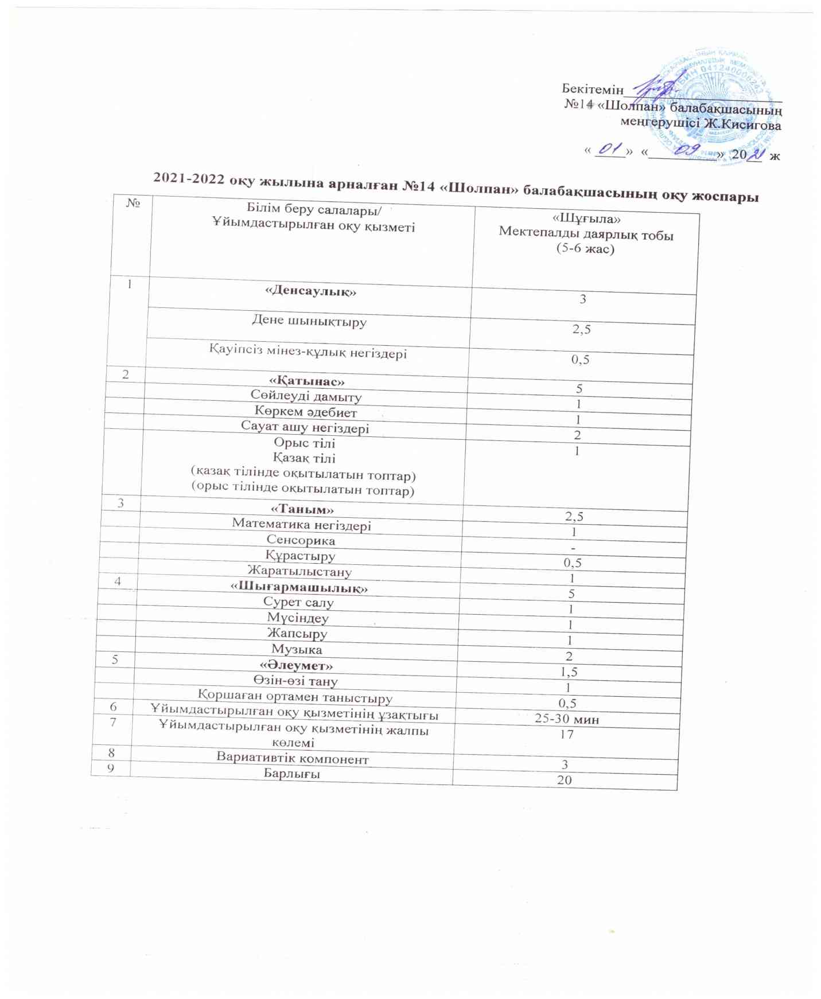 Бекітемін
№14 «Шолпан» балабақшасының
меңгерушісі Ж.Кисигова
« 01 » « 09 » 2021 ж
2021-2022 оқу жылына арналған №14 «Шолпан» балабақшасының оқу жоспары
№ Білім беру салалары/ «Шұғыла»
Ұйымдастырылған оқу қызметі Мектепалды даярлық тобы
(5-6 жас)
1 «Денсаулық» 3
Дене шынықтыру 2,5
Қауіпсіз мінез-құлық негіздері 0,5
2 «Қатынас» 5
Сөйлеуді дамыту 1
Көркем әдебиет 1
Сауат ашу негіздері 2
Орыс тілі 1
Қазақ тілі
(қазақ тілінде оқытылатын топтар)
(орыс тілінде оқытылатын топтар)
3 «Таным» 2,5
Математика негіздері 1
Сенсорика -
Құрастыру 0,5
Жаратылыстану 1
4 «Шығармашылық» 5
Сурет салу 1
Мүсіндеу 1
Жапсыру 1
Музыка 2
5 «Әлеумет» 1,5
Өзін-өзі тану 1
Қоршаған ортамен таныстыру 0,5
6 Ұйымдастырылған оқу қызметінің ұзақтығы 25-30 мин
7 Ұйымдастырылған оқу қызметінің жалпы 17
көлемі
8 Вариативтік компонент 3
9 Барлығы 20